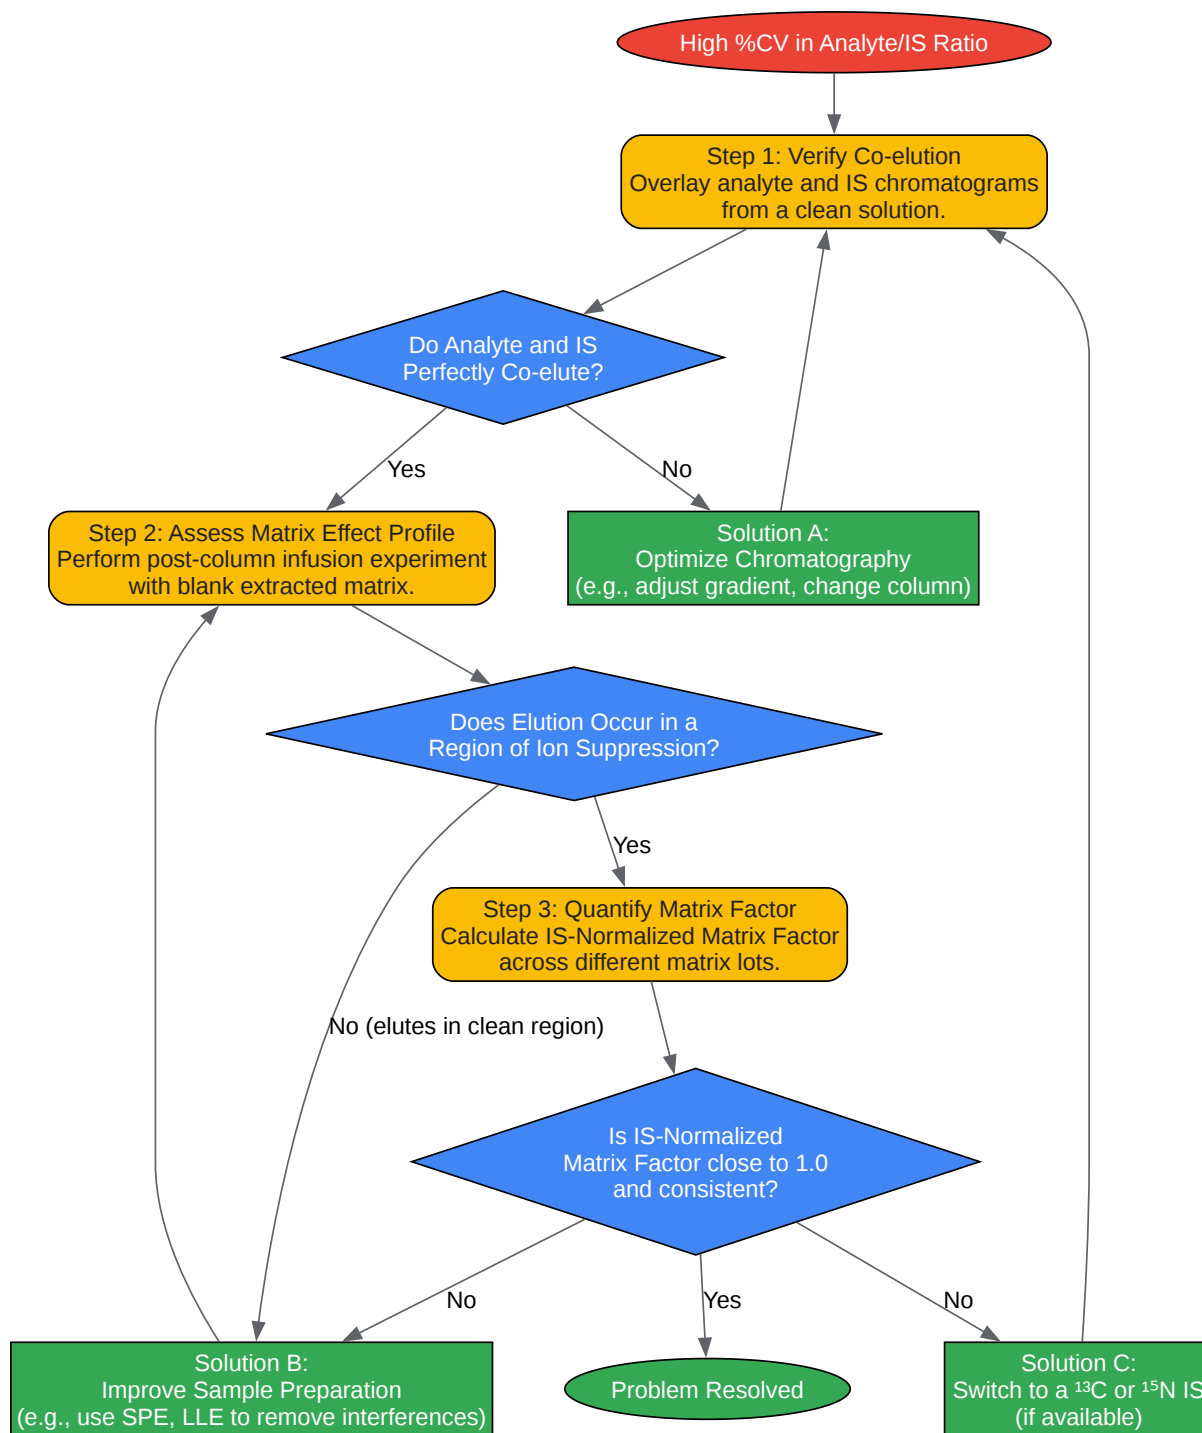 High %CV in Analyte/IS Ratio
Step 1: Verify Co-elution
Overlay analyte and IS chromatograms
from a clean solution.
Do Analyte and IS
Perfectly Co-elute?
Yes
No
Step 2: Assess Matrix Effect Profile
Perform post-column infusion experiment
with blank extracted matrix.
Solution A:
Optimize Chromatography
(e.g., adjust gradient, change column)
Does Elution Occur in a
Region of Ion Suppression?
Yes
Step 3: Quantify Matrix Factor
Calculate IS-Normalized Matrix Factor
across different matrix lots.
No (elutes in clean region)
Is IS-Normalized
Matrix Factor close to 1.0
and consistent?
No
Yes
No
Solution B:
Improve Sample Preparation
(e.g., use SPE, LLE to remove interferences)
Problem Resolved
Solution C:
Switch to a ¹³C or ¹⁵N IS
(if available)